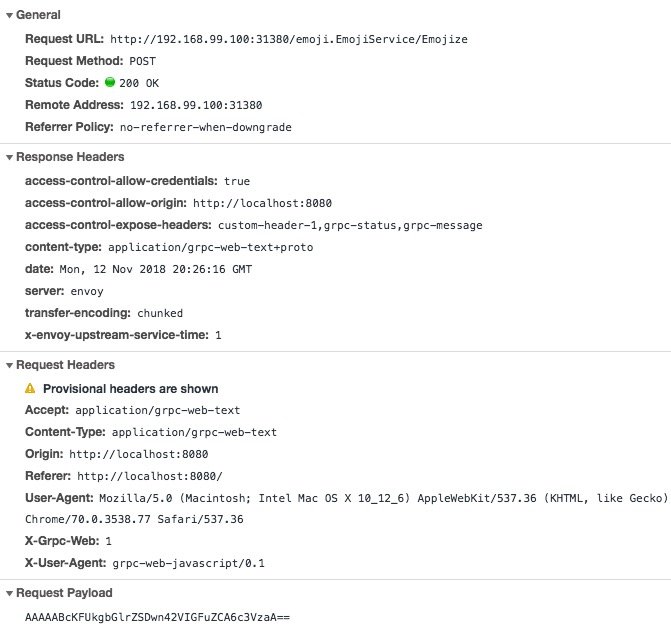 General
Request URL: http://192.168.99.100:31380/emoji.EmojiService/Emojize
Request Method: POST
Status Code: 200 OK
Remote Address: 192.168.99.100:31380
Referrer Policy: no-referrer-when-downgrade
Response Headers
access-control-allow-credentials: true
access-control-allow-origin: http://localhost:8080
access-control-expose-headers: custom-header-1,grpc-status,grpc-message
content-type: application/grpc-web-text+proto
date: Mon, 12 Nov 2018 20:26:16 GMT
server: envoy
transfer-encoding: chunked
x-envoy-upstream-service-time: 1
Request Headers
Provisional headers are shown
Accept: application/grpc-web-text
Content-Type: application/grpc-web-text
Origin: http://localhost:8080
Referer: http://localhost:8080/
User-Agent: Mozilla/5.0 (Macintosh; Intel Mac OS X 10_12_6) AppleWebKit/537.36 (KHTML, like Gecko)
Chrome/70.0.3538.77 Safari/537.36
X-Grpc-Web: 1
X-User-Agent: grpc-web-javascript/0.1
Request Payload
AAAAABcKFUkgbGlrZSDwn42VIGFuZCA6c3VzaA==